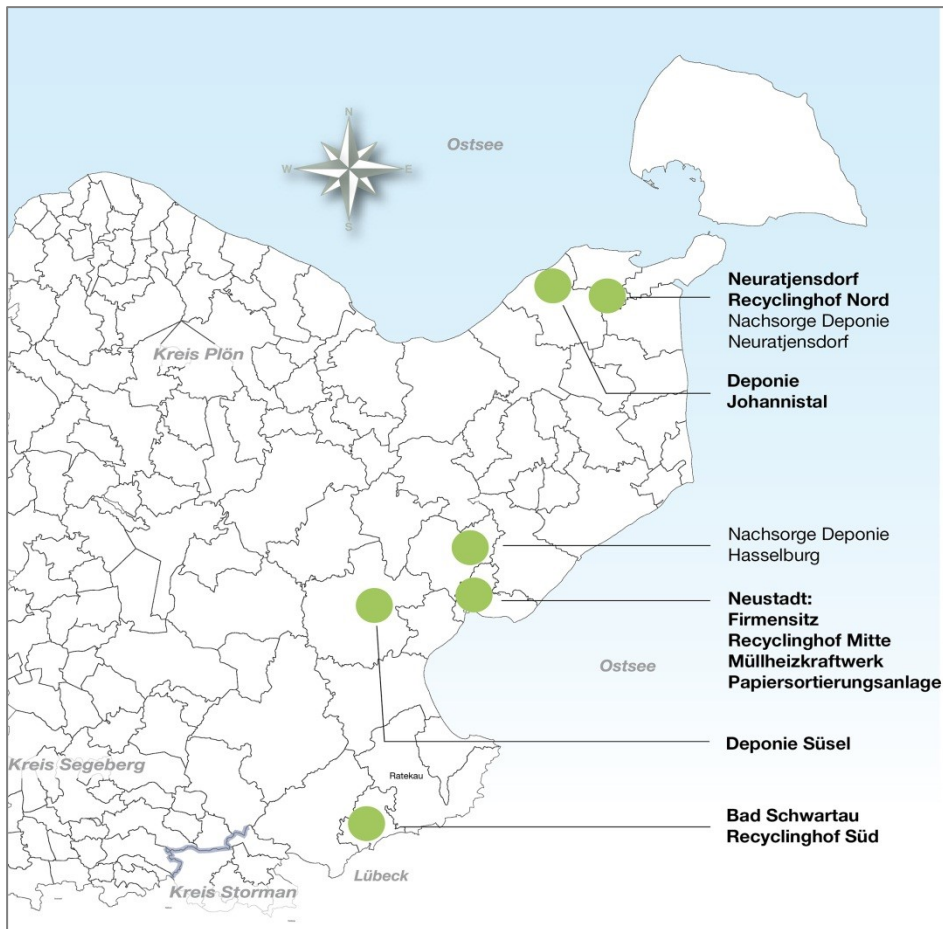 N
W
E
S
Ostsee
Kreis Plön
Neuratjensdorf
Recyclinghof Nord
Nachsorge Deponie
Neuratjensdorf
Deponie
Johannistal
Nachsorge Deponie
Hasselburg
Neustadt:
Firmensitz
Recyclinghof Mitte
Müllheizkraftwerk
Papiersortierungsanlage
Ostsee
Deponie Süsel
Kreis Segeberg
Ratekau
Bad Schwartau
Recyclinghof Süd
Lübeck
Kreis Storman